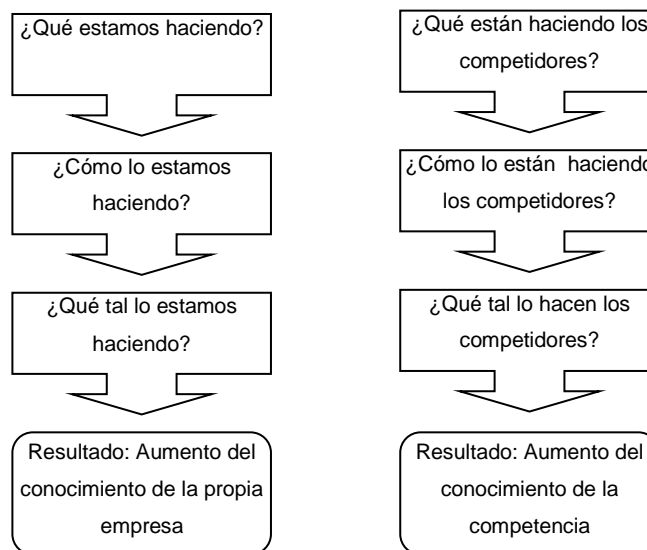 ¿Qué estamos haciendo?
¿Cómo lo estamos
haciendo?
¿Qué tal lo estamos
haciendo?
Resultado: Aumento del
conocimiento de la propia
empresa
¿Qué están haciendo los
competidores?
¿Cómo lo están haciendo
los competidores?
¿Qué tal lo hacen los
competidores?
Resultado: Aumento del
conocimiento de la
competencia